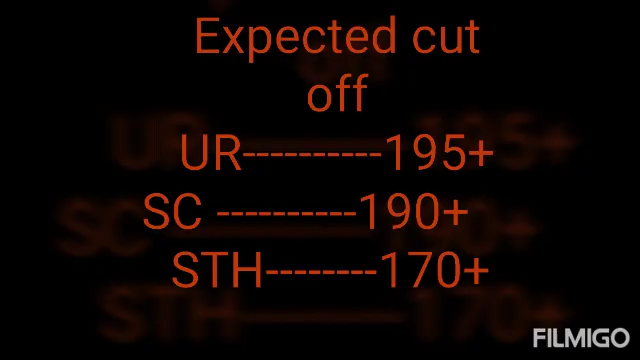 Expected cut
off
UR----------195+
SC ----------190+
STH--------170+
FILMIGO